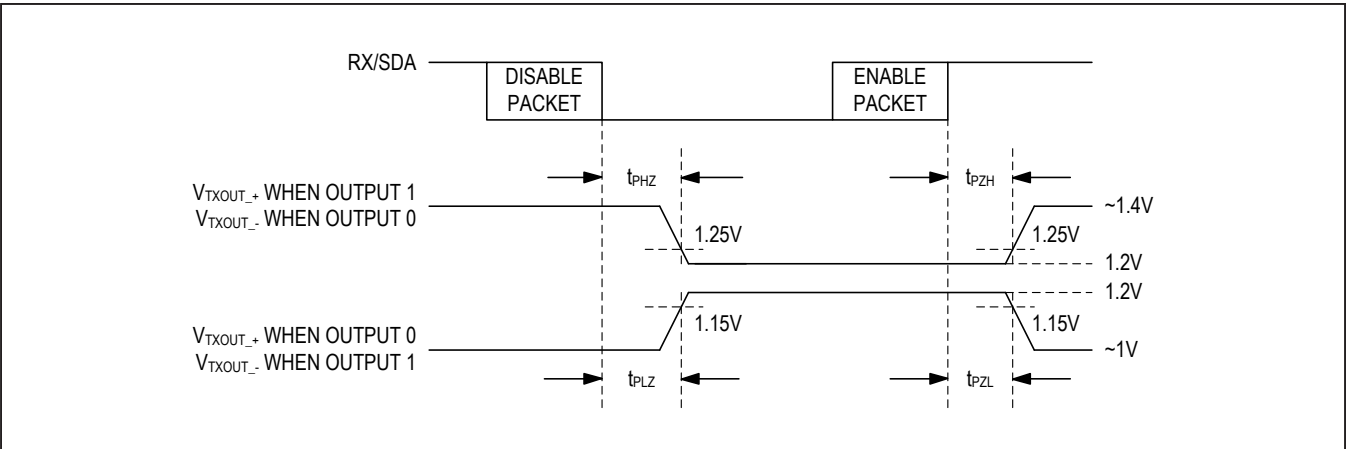 RX/SDA
DISABLE
PACKET
ENABLE
PACKET
tPHZ
tPZH
VTXOUT_+ WHEN OUTPUT 1
VTXOUT_- WHEN OUTPUT 0
~1.4V
1.25V
1.25V
1.2V
1.2V
1.15V
1.15V
VTXOUT_+ WHEN OUTPUT 0
VTXOUT_- WHEN OUTPUT 1
~1V
tPLZ
tPZL